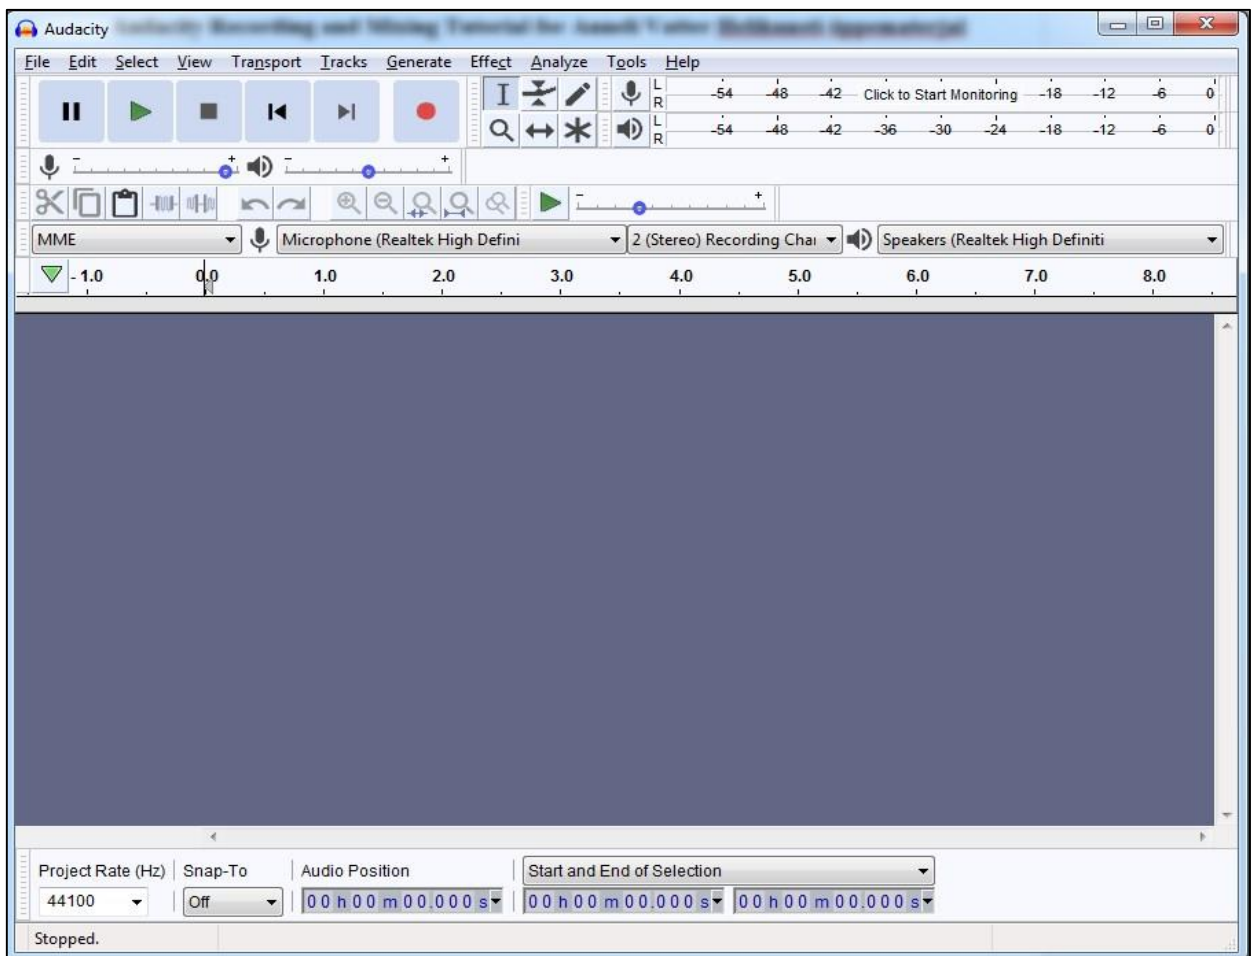 Audacity
File Edit Select View Transport Tracks Generate Effect Analyze Tools Help
L R -54 -48 -42 Click to Start Monitoring -18 -12 -6 0
L R -54 -48 -42 -36 -30 -24 -18 -12 -6 0
- + - +
- +
MME Microphone (Realtek High Defini 2 (Stereo) Recording Chai Speakers (Realtek High Definiti
- 1.0 0.0 1.0 2.0 3.0 4.0 5.0 6.0 7.0 8.0
Project Rate (Hz) Snap-To Audio Position Start and End of Selection
44100 Off 00 h 00 m 00.000 s 00 h 00 m 00.000 s 00 h 00 m 00.000 s
Stopped.